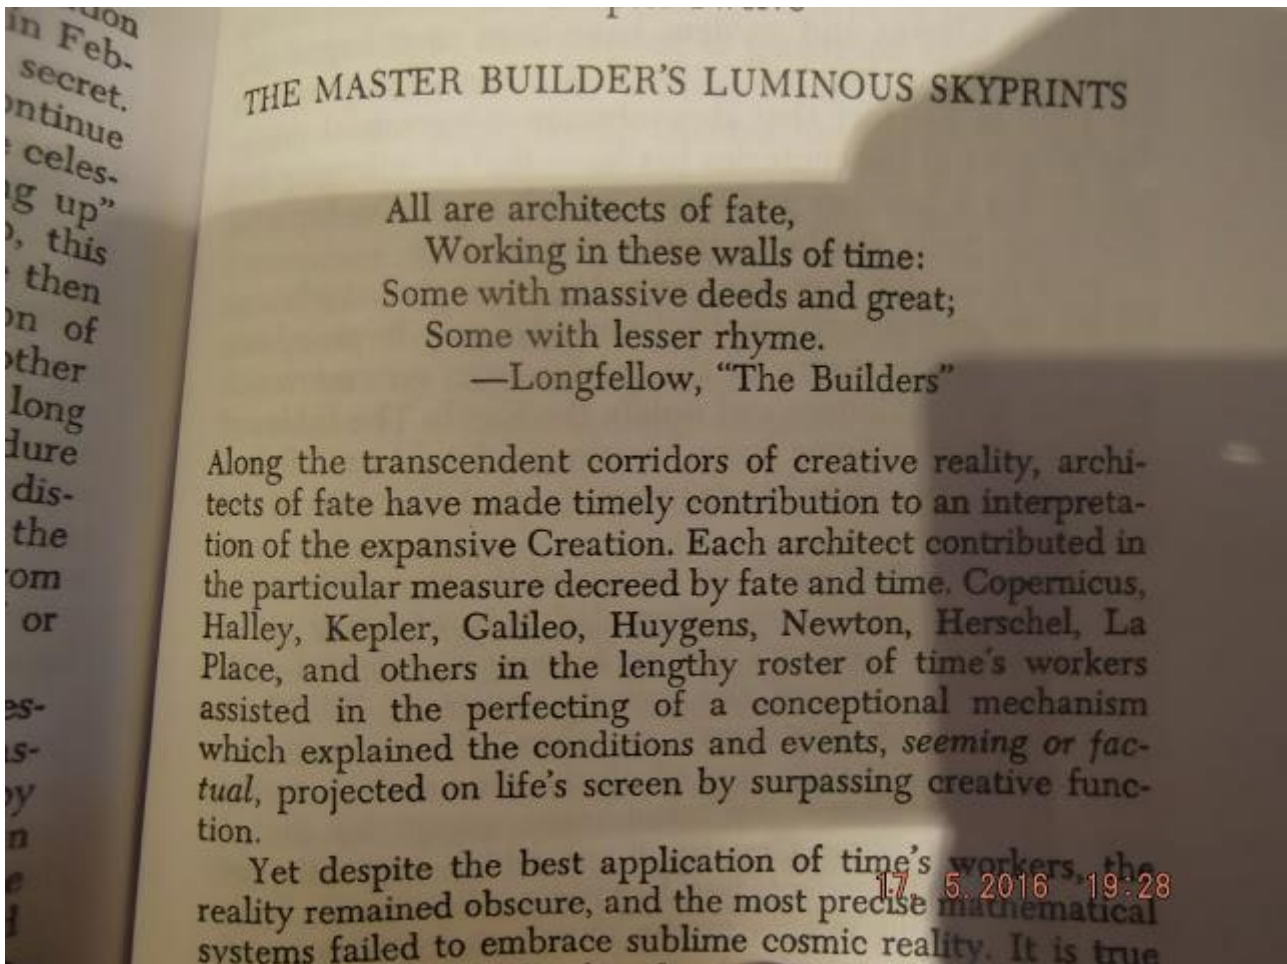 tion
in Feb-
secret.
ontinue
celes-
ng up"
, this
then
on of
other
long
dure
dis-
the
rom
or
es-
as-
by
n
e
d
Twelve
THE MASTER BUILDER'S LUMINOUS SKYPRINTS
All are architects of fate,
Working in these walls of time:
Some with massive deeds and great;
Some with lesser rhyme.
—Longfellow, "The Builders"
Along the transcendent corridors of creative reality, archi-
tects of fate have made timely contribution to an interpreta-
tion of the expansive Creation. Each architect contributed in
the particular measure decreed by fate and time. Copernicus,
Halley, Kepler, Galileo, Huygens, Newton, Herschel, La
Place, and others in the lengthy roster of time's workers
assisted in the perfecting of a conceptional mechanism
which explained the conditions and events, seeming or fac-
tual, projected on life's screen by surpassing creative func-
tion.
Yet despite the best application of time's workers, the
reality remained obscure, and the most precise mathematical
systems failed to embrace sublime cosmic reality. It is true
17. 5.2016 19:28